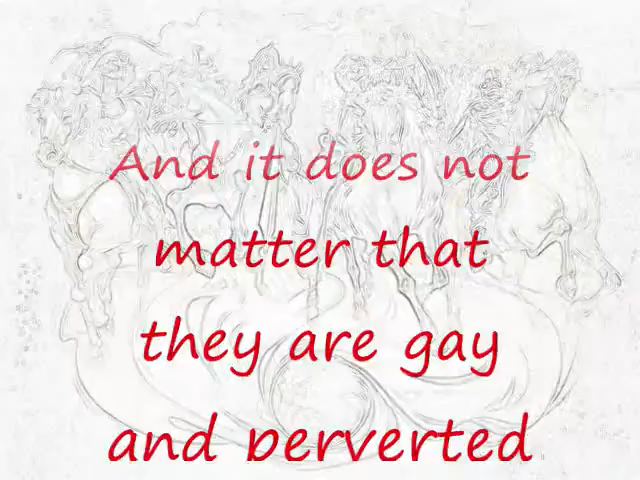 And it does not
matter that
they are gay
and perverted